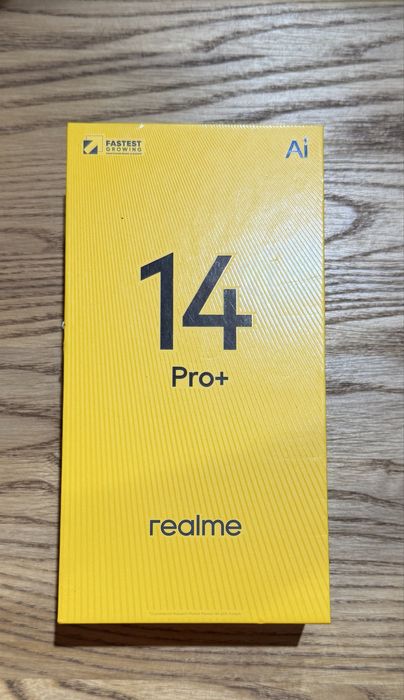 FASTEST
GROWING
Ai
14
Pro+
realme